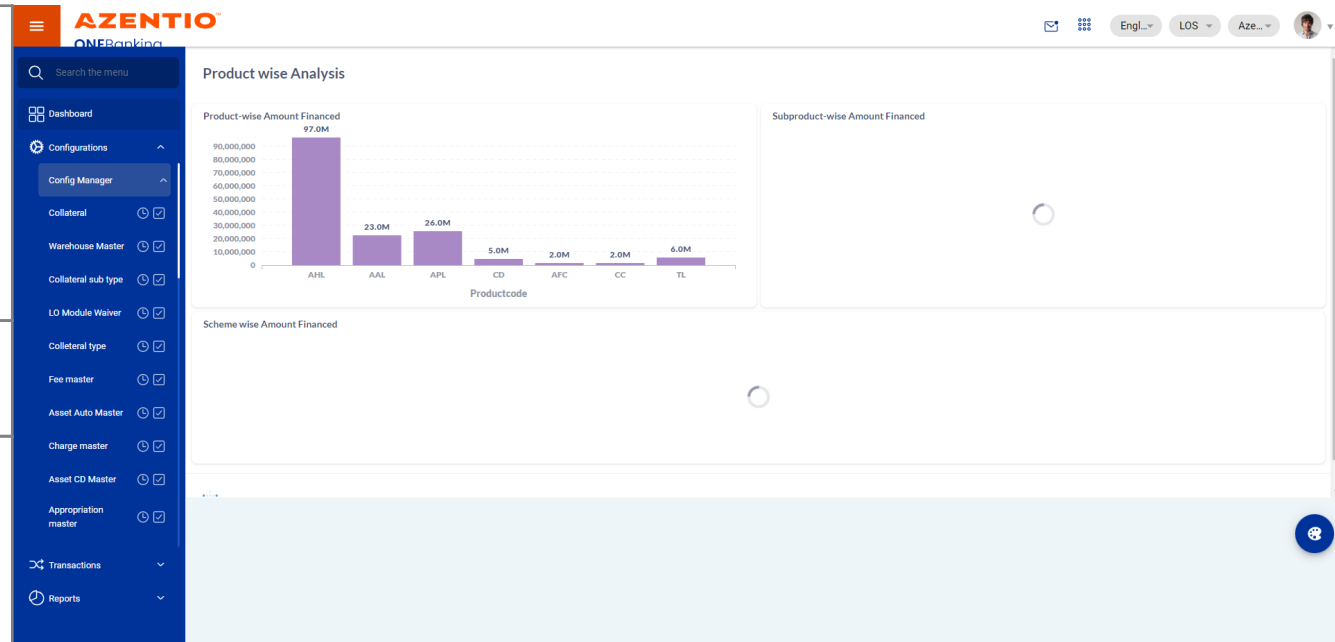 AZENTIO™
ONEBanking
Engl...
LOS
Aze...
Search the menu
Dashboard
Configurations
Config Manager
Collateral
Warehouse Master
Collateral sub type
LO Module Waiver
Colleteral type
Fee master
Asset Auto Master
Charge master
Asset CD Master
Appropriation
master
Transactions
Reports
Product wise Analysis
Product-wise Amount Financed
97.0M
90,000,000
80,000,000
70,000,000
60,000,000
50,000,000
40,000,000
30,000,000
20,000,000
10,000,000
0
23.0M
26.0M
5.0M
2.0M
2.0M
6.0M
AHL
AAL
APL
CD
AFC
CC
TL
Productcode
Subproduct-wise Amount Financed
Scheme wise Amount Financed